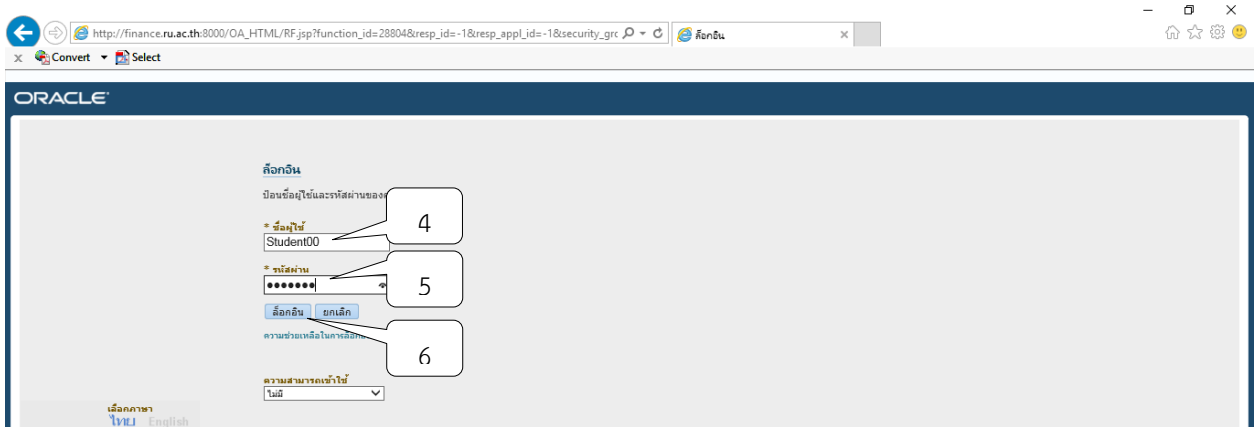 http://finance.ru.ac.th:8000/OA_HTML/RF.jsp?function_id=28804&resp_id=-1&resp_appl_id=-1&security_grc
ล็อกอิน
x Convert Select
ORACLE
ล็อกอิน
ป้อนชื่อผู้ใช้และรหัสผ่านของ
4
* ชื่อผู้ใช้
Student00
* รหัสผ่าน
5
ล็อกอิน ยกเลิก
ความช่วยเหลือในการล็อก
6
ความสามารถเข้าใช้
ไม่มี
เลือกภาษา
ไทย English